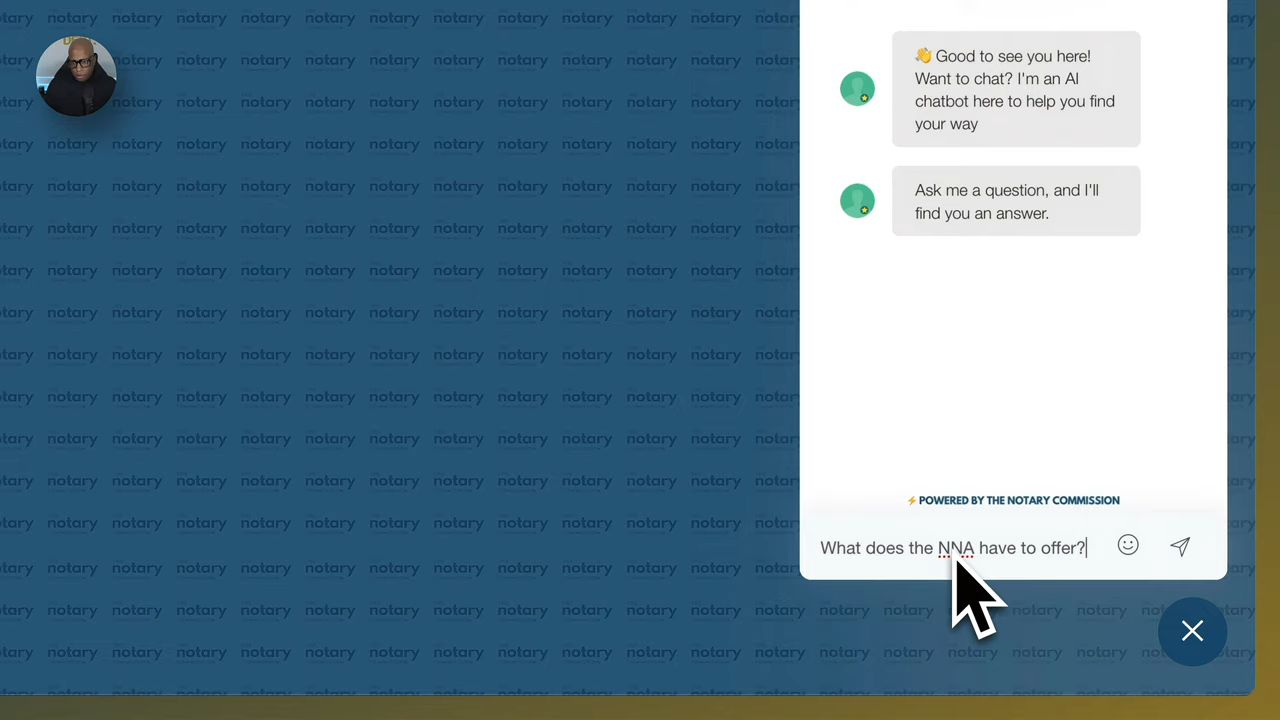 👋 Good to see you here!
Want to chat? I'm an AI
chatbot here to help you find
your way
Ask me a question, and I'll
find you an answer.
⚡POWERED BY THE NOTARY COMMISSION
What does the NNA have to offer?
notary